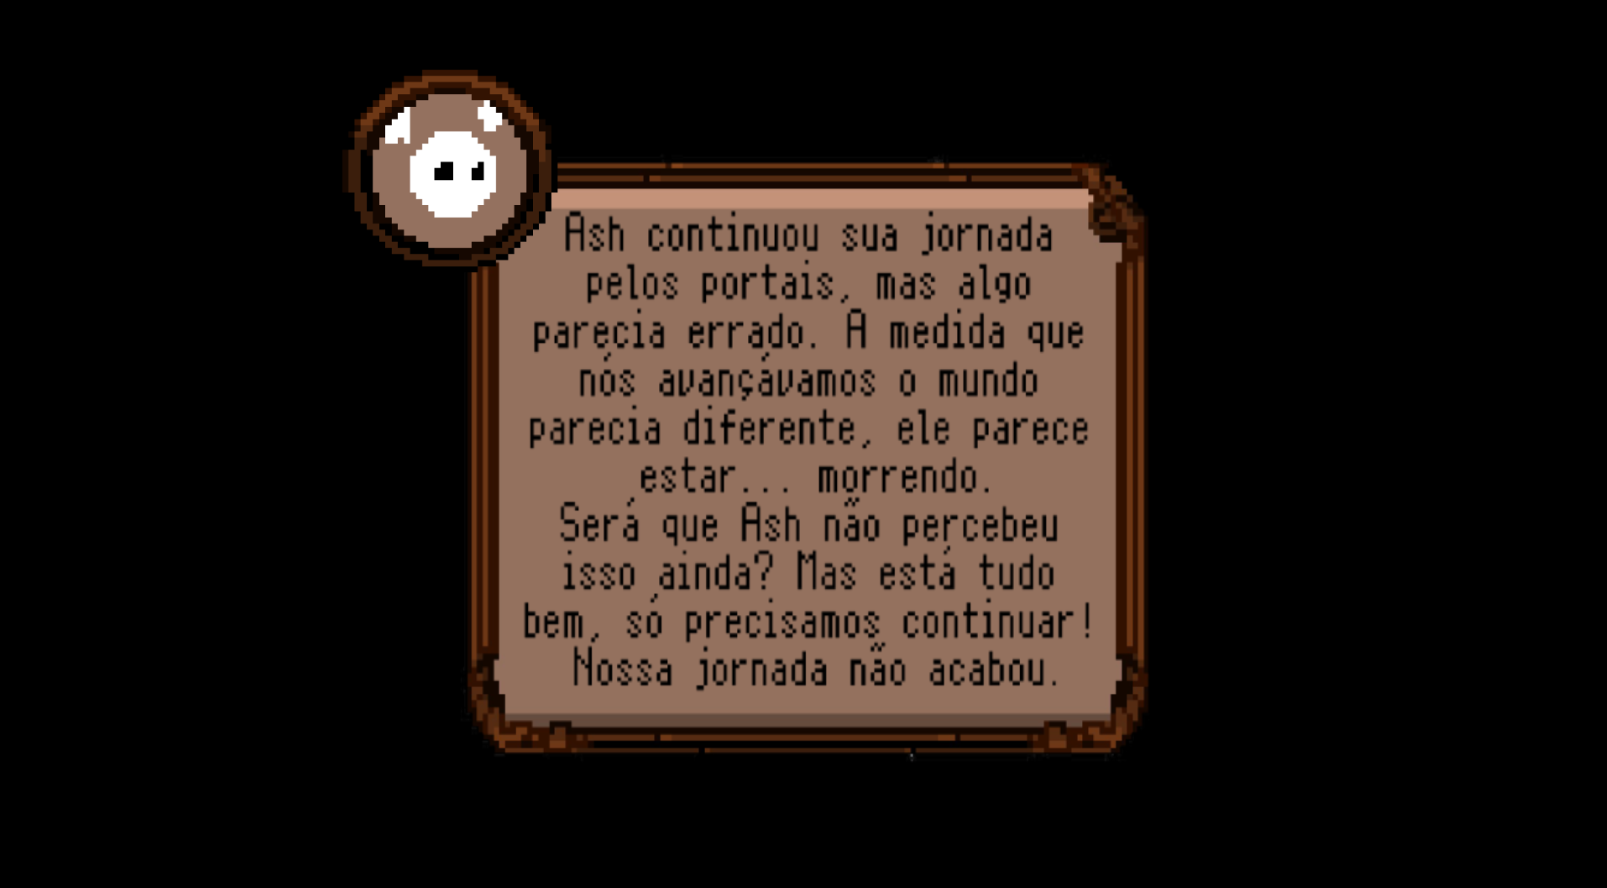 Ash continuou sua jornada
pelos portais, mas algo
parecia errado. A medida que
nós avançávamos o mundo
parecia diferente, ele parece
estar... morrendo.
Será que Ash não percebeu
isso ainda? Mas está tudo
bem, só precisamos continuar!
Nossa jornada não acabou.